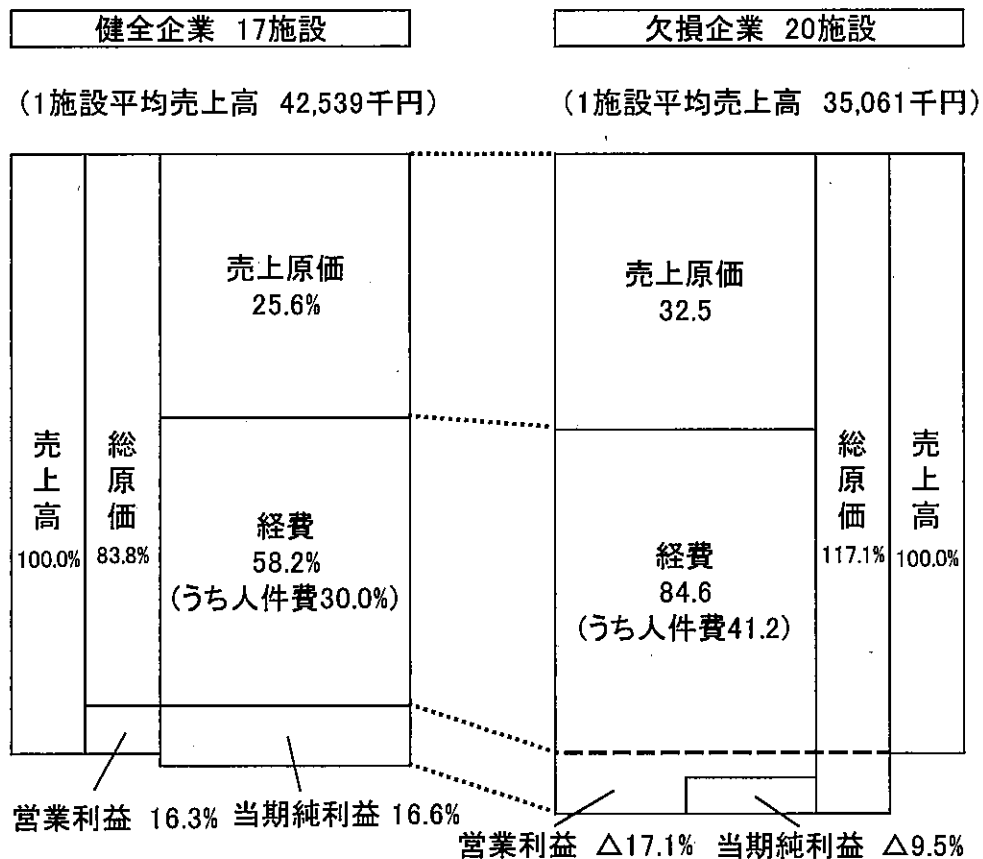 健全企業 17施設
(1施設平均売上高 42,539千円)
売上高
100.0%
総原価
83.8%
売上原価
25.6%
経費
58.2%
(うち人件費30.0%)
営業利益 16.3%
当期純利益 16.6%
欠損企業 20施設
(1施設平均売上高 35,061千円)
売上原価
32.5
経費
84.6
(うち人件費41.2)
総原価
117.1%
売上高
100.0%
営業利益 △17.1%
当期純利益 △9.5%